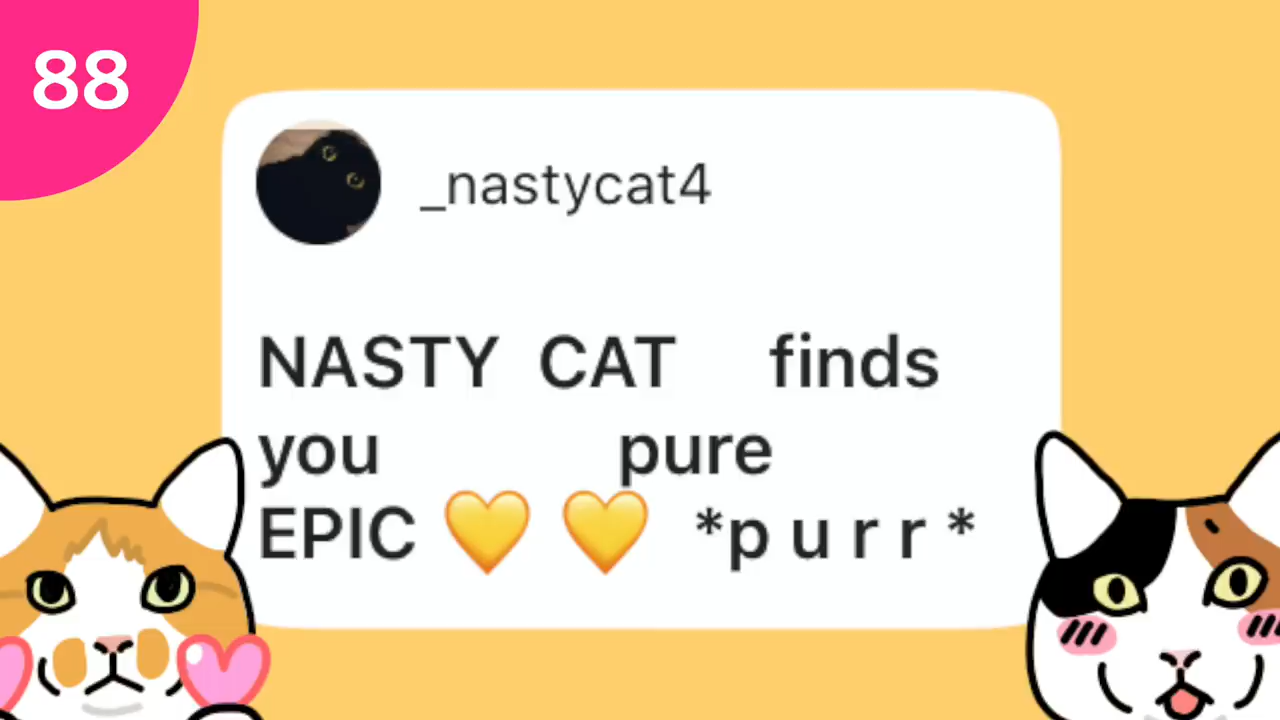 88
_nastycat4
NASTY CAT finds
you pure
EPIC 💛 💛 *p u r r *